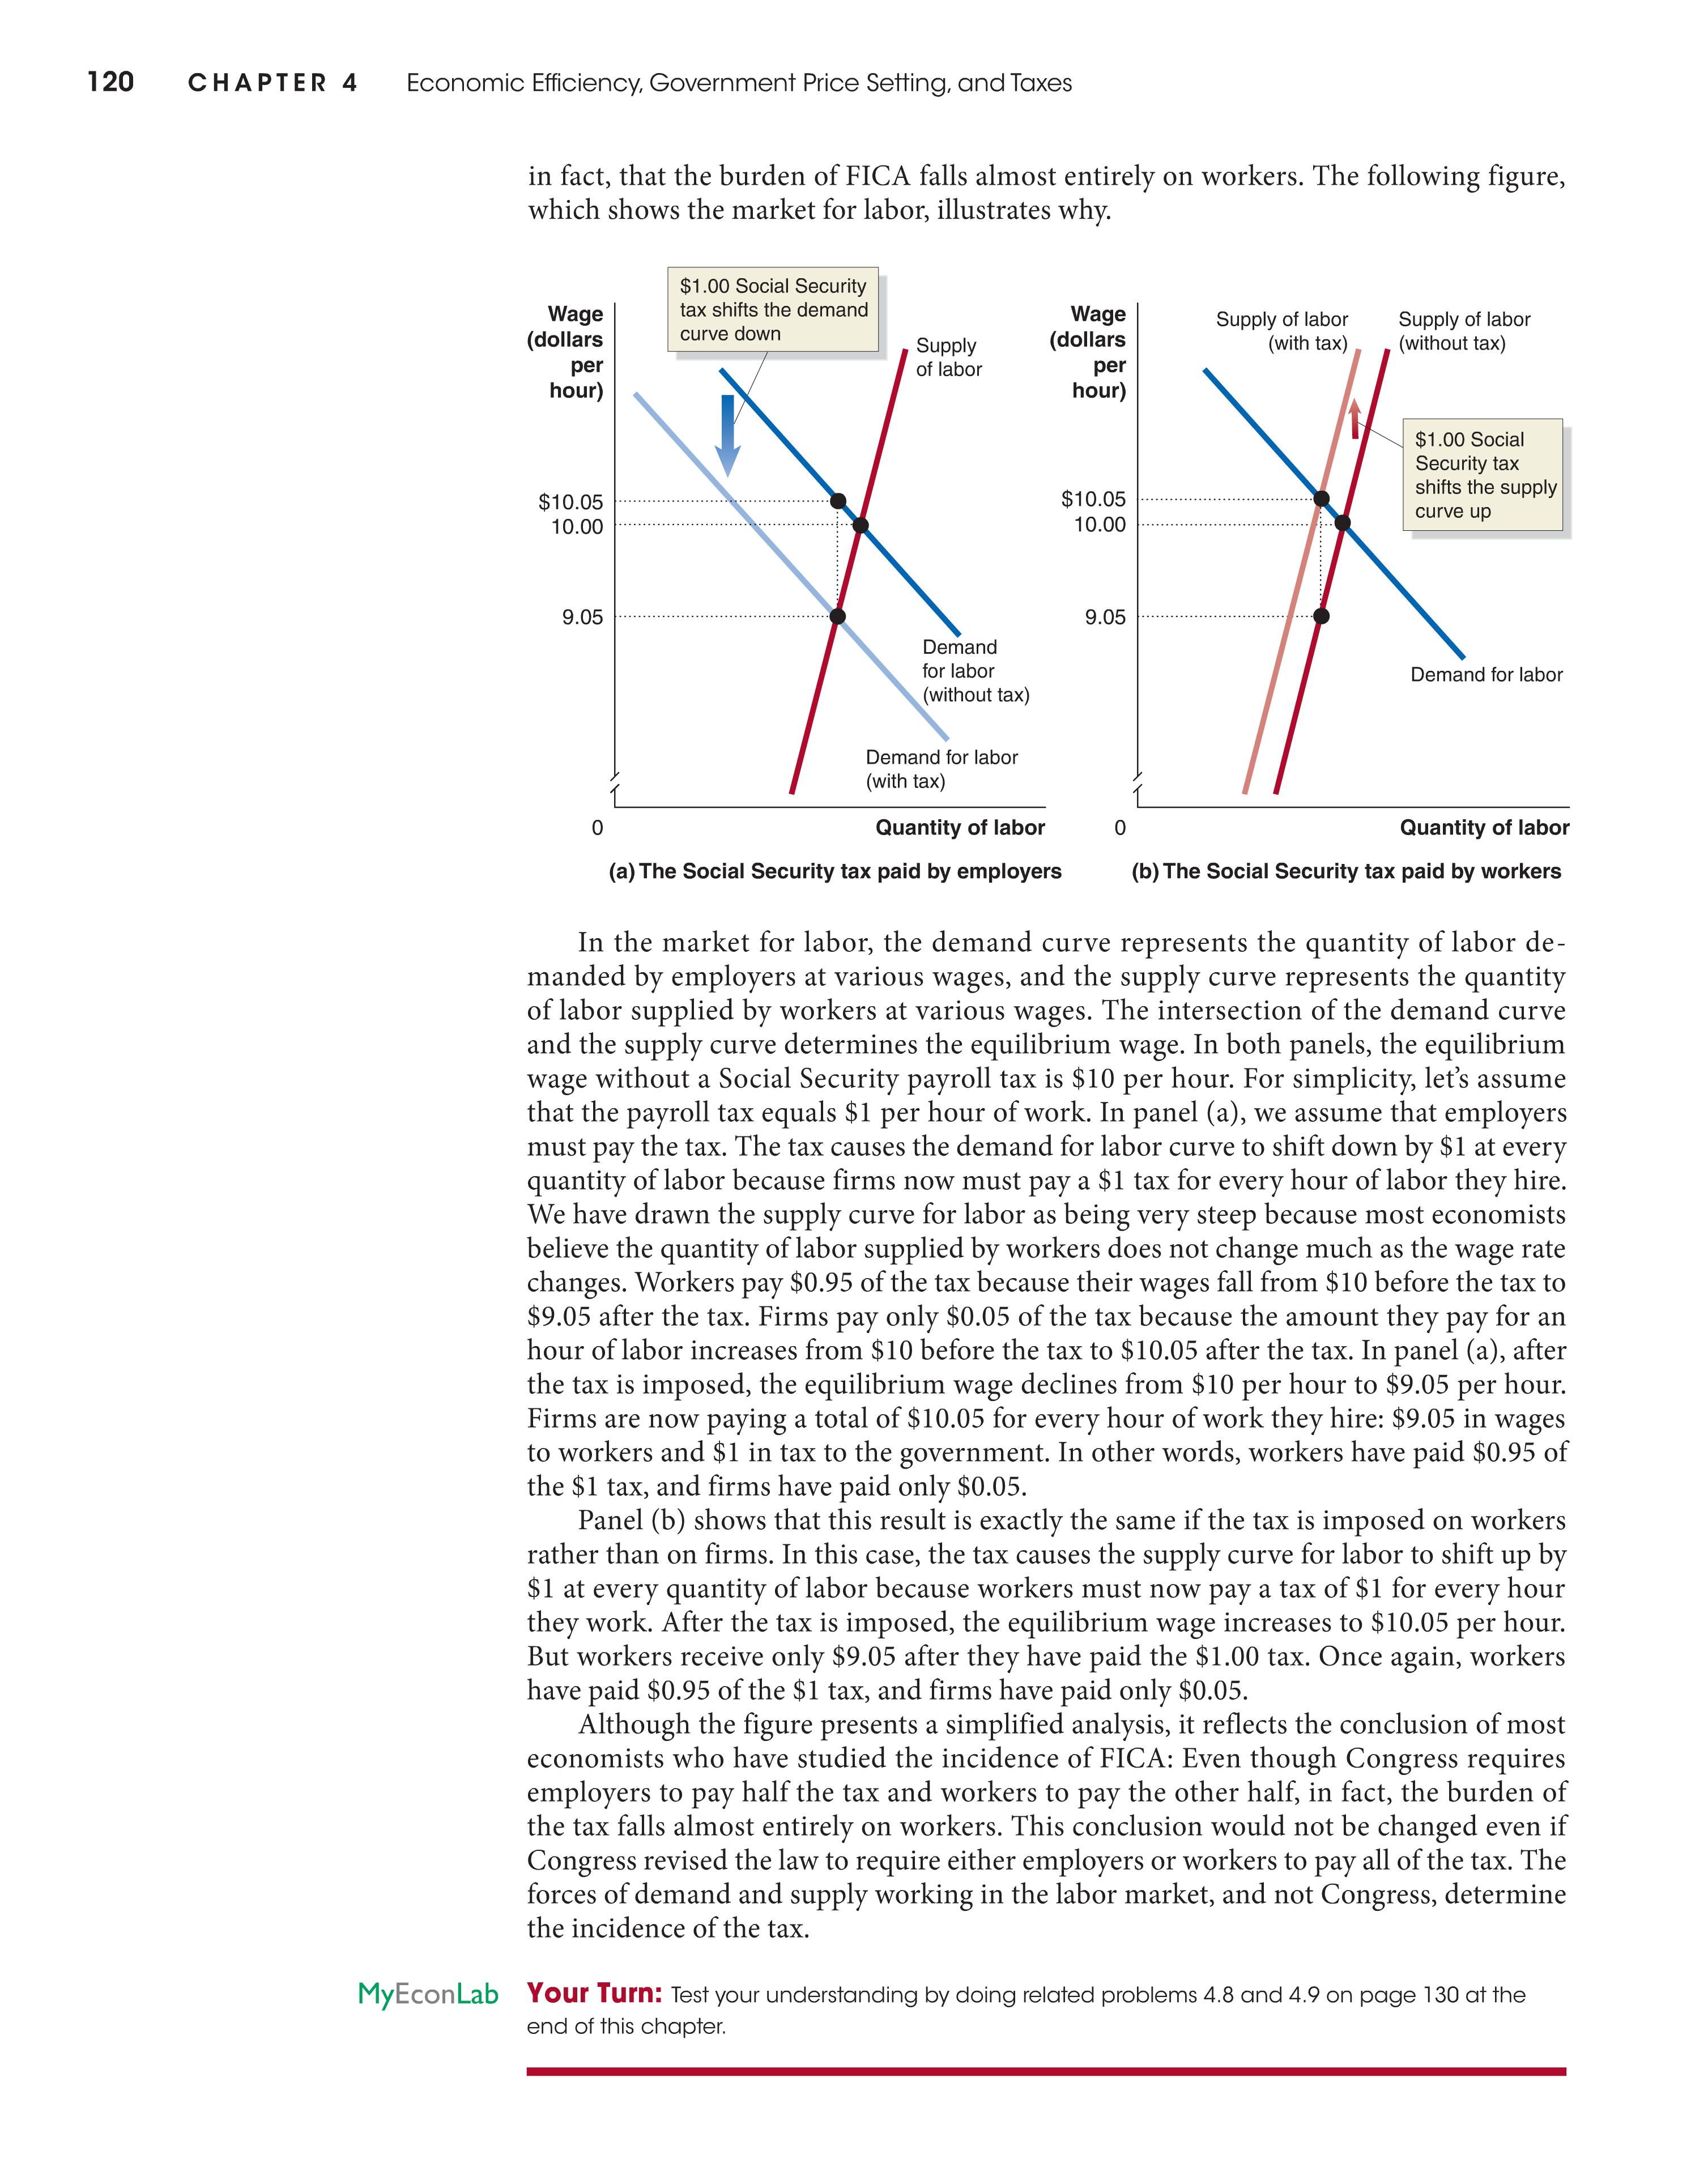 120 CHAPTER 4 Economic Efficiency, Government Price Setting, and Taxes
in fact, that the burden of FICA falls almost entirely on workers. The following figure,
which shows the market for labor, illustrates why.
$1.00 Social Security
tax shifts the demand
curve down
Wage
(dollars
per
hour)
Supply
of labor
$10.05
10.00
9.05
Demand
for labor
(without tax)
Demand for labor
(with tax)
0
Quantity of labor
(a) The Social Security tax paid by employers
Wage
(dollars
per
hour)
Supply of labor
(with tax)
Supply of labor
(without tax)
$1.00 Social
Security tax
shifts the supply
curve up
$10.05
10.00
9.05
Demand for labor
0
Quantity of labor
(b) The Social Security tax paid by workers
In the market for labor, the demand curve represents the quantity of labor de-
manded by employers at various wages, and the supply curve represents the quantity
of labor supplied by workers at various wages. The intersection of the demand curve
and the supply curve determines the equilibrium wage. In both panels, the equilibrium
wage without a Social Security payroll tax is $10 per hour. For simplicity, let's assume
that the payroll tax equals $1 per hour of work. In panel (a), we assume that employers
must pay the tax. The tax causes the demand for labor curve to shift down by $1 at every
quantity of labor because firms now must pay a $1 tax for every hour of labor they hire.
We have drawn the supply curve for labor as being very steep because most economists
believe the quantity of labor supplied by workers does not change much as the wage rate
changes. Workers pay $0.95 of the tax because their wages fall from $10 before the tax to
$9.05 after the tax. Firms pay only $0.05 of the tax because the amount they pay for an
hour of labor increases from $10 before the tax to $10.05 after the tax. In panel (a), after
the tax is imposed, the equilibrium wage declines from $10 per hour to $9.05 per hour.
Firms are now paying a total of $10.05 for every hour of work they hire: $9.05 in wages
to workers and $1 in tax to the government. In other words, workers have paid $0.95 of
the $1 tax, and firms have paid only $0.05.
Panel (b) shows that this result is exactly the same if the tax is imposed on workers
rather than on firms. In this case, the tax causes the supply curve for labor to shift up by
$1 at every quantity of labor because workers must now pay a tax of $1 for every hour
they work. After the tax is imposed, the equilibrium wage increases to $10.05 per hour.
But workers receive only $9.05 after they have paid the $1.00 tax. Once again, workers
have paid $0.95 of the $1 tax, and firms have paid only $0.05.
Although the figure presents a simplified analysis, it reflects the conclusion of most
economists who have studied the incidence of FICA: Even though Congress requires
employers to pay half the tax and workers to pay the other half, in fact, the burden of
the tax falls almost entirely on workers. This conclusion would not be changed even if
Congress revised the law to require either employers or workers to pay all of the tax. The
forces of demand and supply working in the labor market, and not Congress, determine
the incidence of the tax.
MyEconLab Your Turn: Test your understanding by doing related problems 4.8 and 4.9 on page 130 at the
end of this chapter.